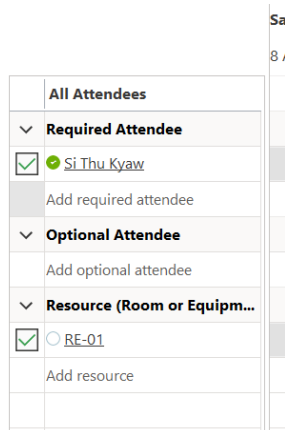 Sa
8 A
All Attendees
Required Attendee
Si Thu Kyaw
Add required attendee
Optional Attendee
Add optional attendee
Resource (Room or Equipm...
RE-01
Add resource